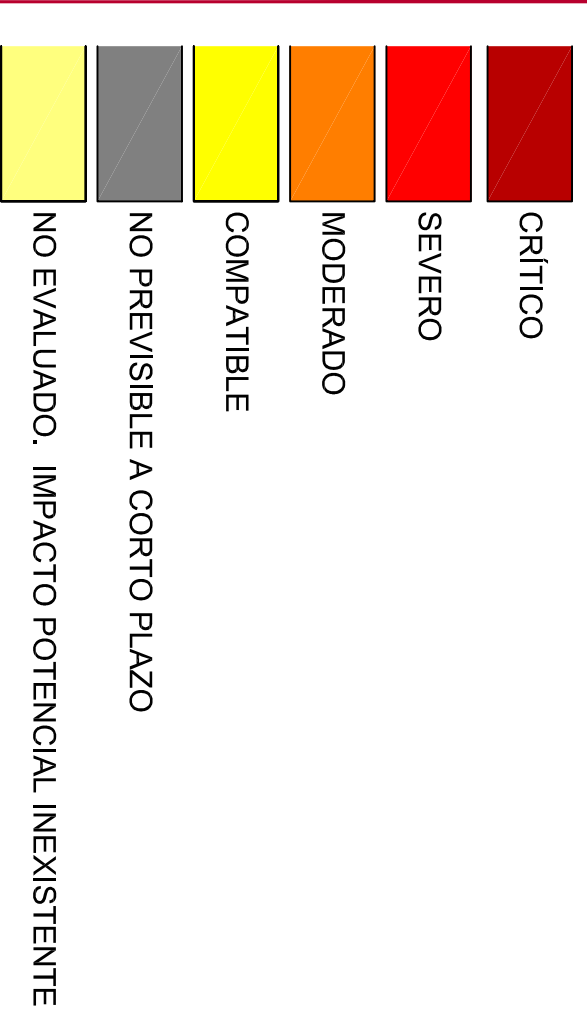 CRÍTICO
SEVERO
MODERADO
COMPATIBLE
NO PREVISIBLE A CORTO PLAZO
NO EVALUADO.  IMPACTO POTENCIAL INEXISTENTE